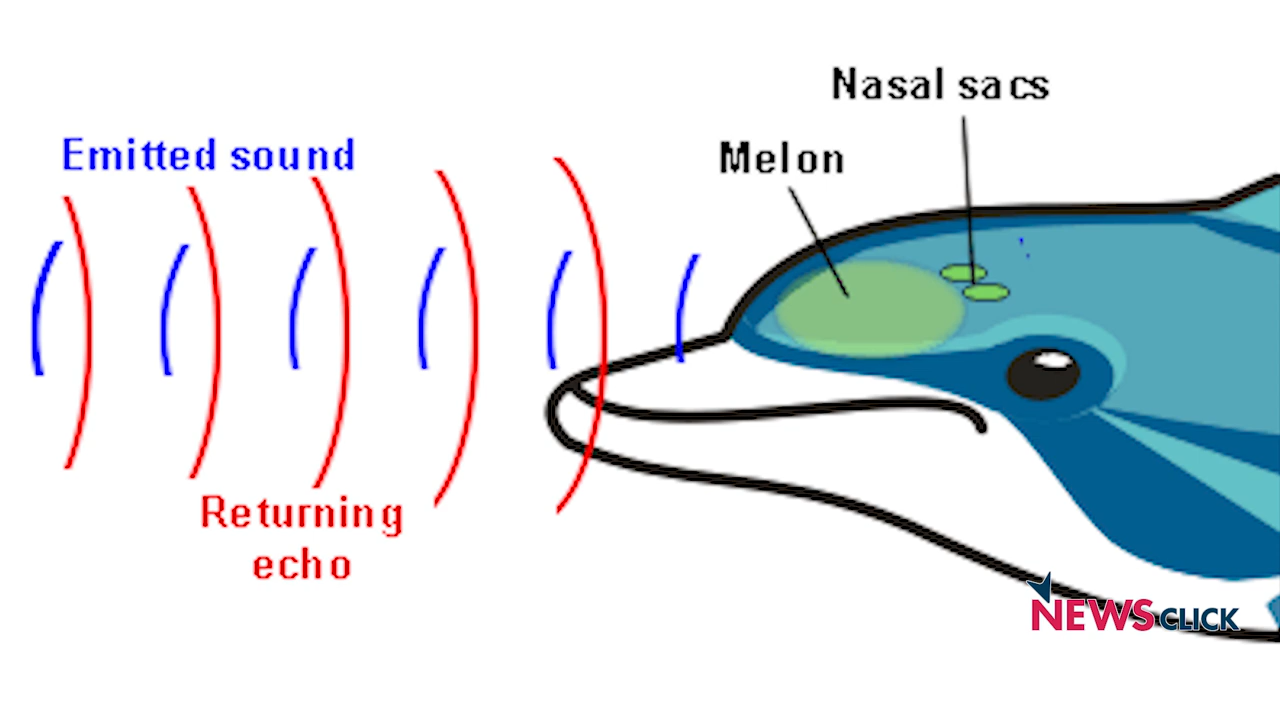 Nasal sacs
Melon
Emitted sound
Returning
echo
NEWSCLICK